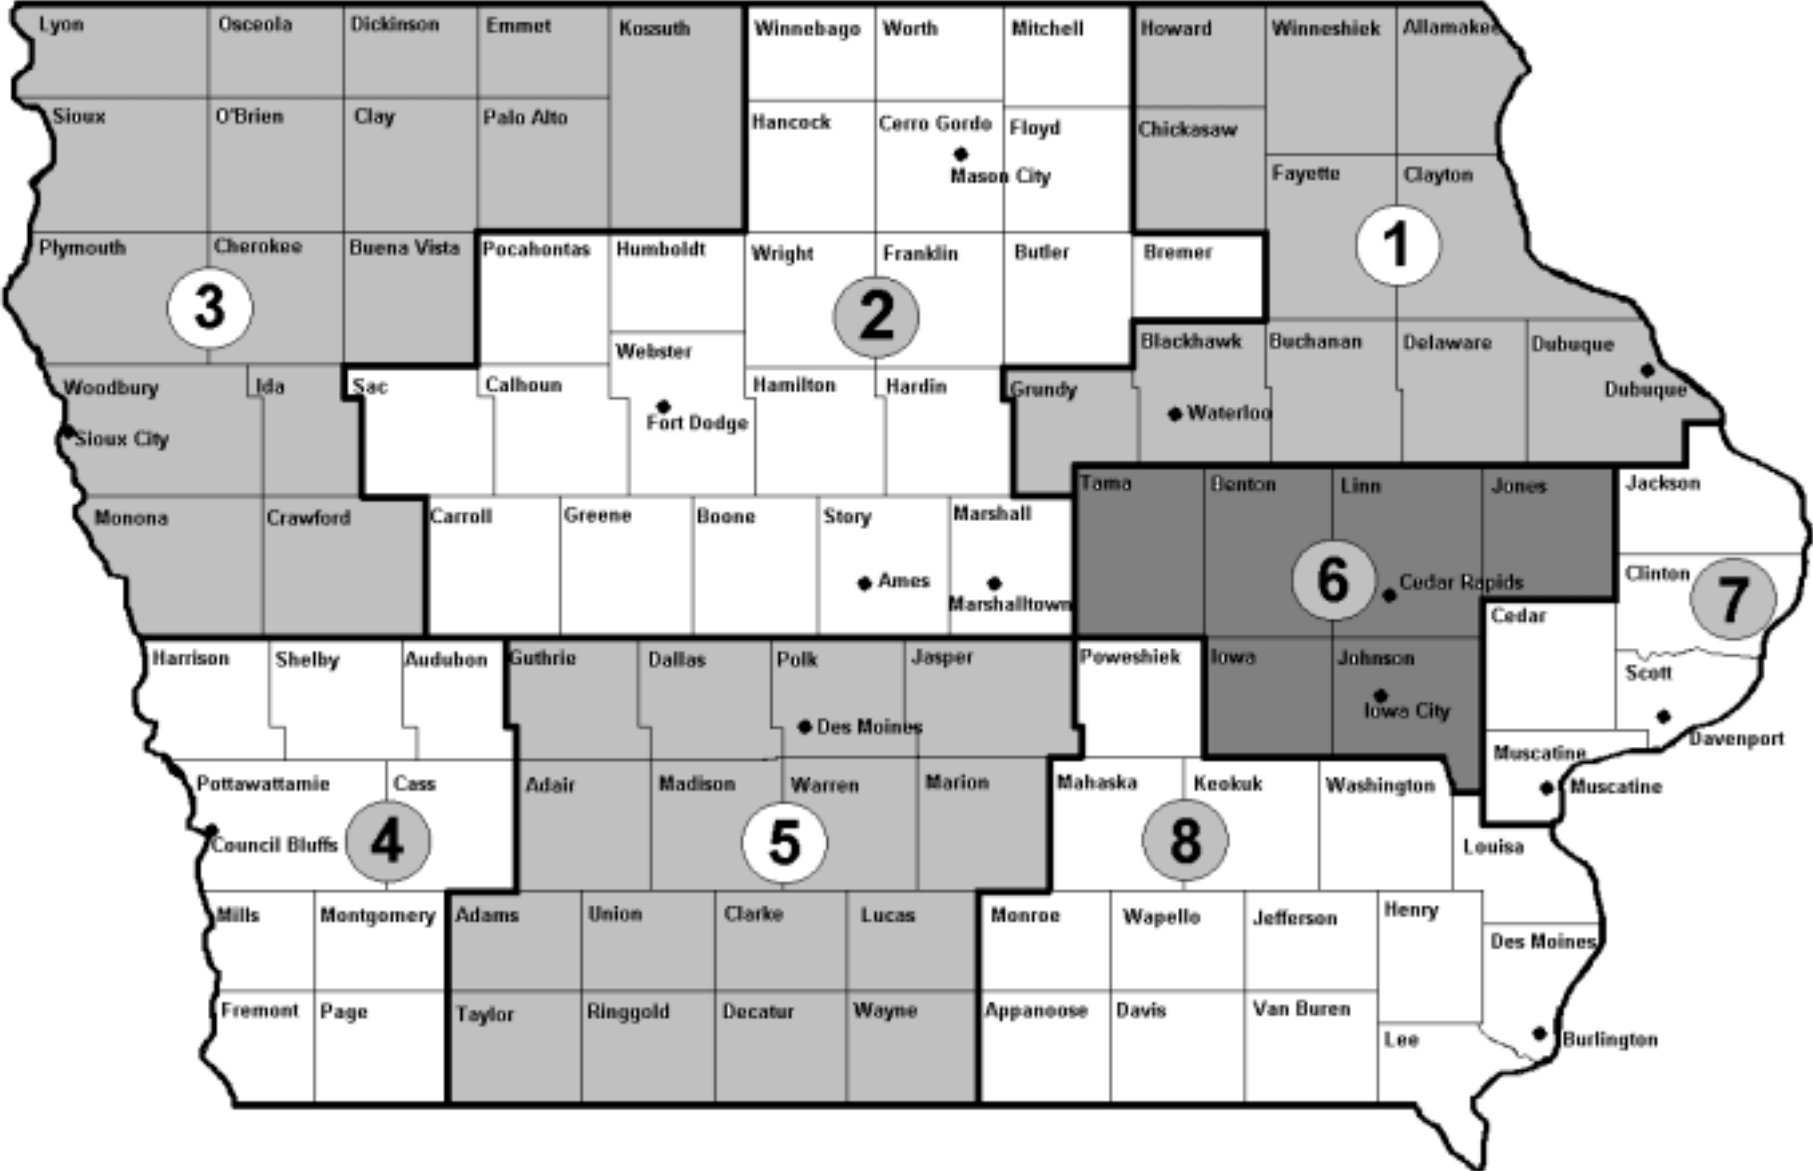 Lyon
Osceola
Dickinson
Emmet
Kossuth
Winnebago
Worth
Mitchell
Howard
Winneshiek
Allamakee
Sioux
O'Brien
Clay
Palo Alto
Hancock
Cerro Gordo
Floyd
Chickasaw
Mason City
Fayette
Clayton
1
Plymouth
Cherokee
Buena Vista
Pocahontas
Humboldt
Wright
Franklin
Butler
Bremer
3
2
Webster
Blackhawk
Buchanan
Delaware
Dubuque
Woodbury
Ida
Sac
Calhoun
Hamilton
Hardin
Grundy
Dubuque
Fort Dodge
Waterloo
Sioux City
Tama
Benton
Linn
Jones
Jackson
Monona
Crawford
Carroll
Greene
Boone
Story
Marshall
6
Clinton
7
Ames
Cedar Rapids
Marshalltown
Cedar
Harrison
Shelby
Audubon
Guthrie
Dallas
Polk
Jasper
Poweshiek
Iowa
Johnson
Scott
Iowa City
Des Moines
Davenport
Muscatine
Pottawattamie
Cass
Adair
Madison
Warren
Marion
Mahaska
Keokuk
Washington
Muscatine
Council Bluffs
4
5
8
Louisa
Mills
Montgomery
Adams
Union
Clarke
Lucas
Monroe
Wapello
Jefferson
Henry
Des Moines
Fremont
Page
Taylor
Ringgold
Decatur
Wayne
Appanoose
Davis
Van Buren
Lee
Burlington